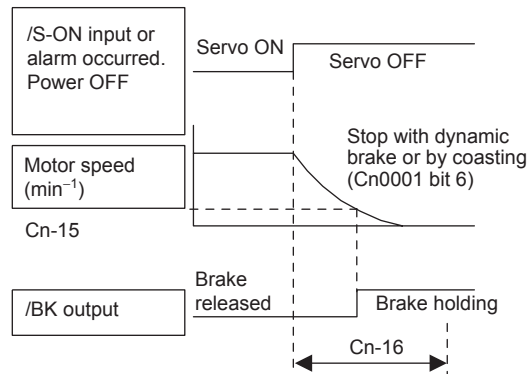 /S-ON input or
alarm occurred.
Power OFF
Servo ON
Servo OFF
Stop with dynamic
brake or by coasting
(Cn0001 bit 6)
Motor speed
(min⁻¹)
Cn-15
Brake
released
/BK output
Brake holding
Cn-16